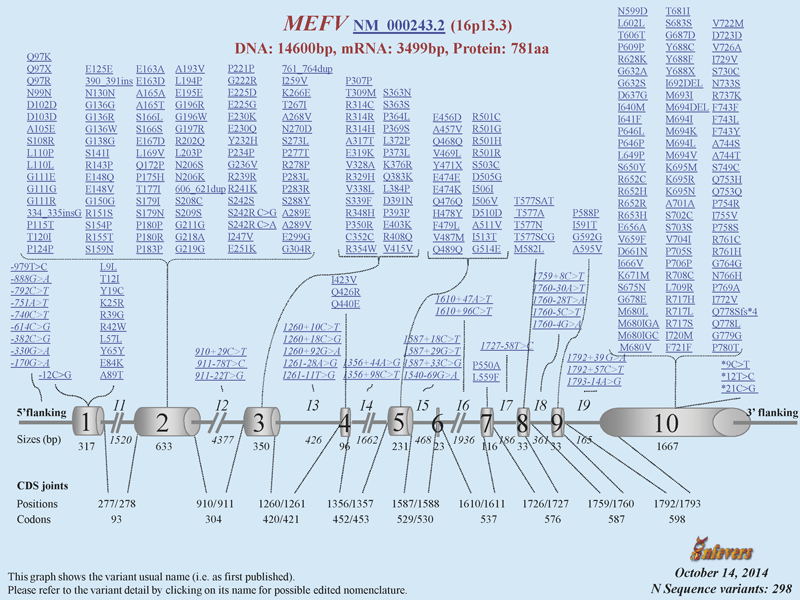 MEFV NM_000243.2 (16p13.3)
DNA: 14600bp, mRNA: 3499bp, Protein: 781aa
Q97K
Q97X
Q97R
N99N
D102D
D103D
A105E
S108R
L110P
L110L
G111E
G111G
G111R
334_335insG
P115T
T120I
P124P
E125E
390_391ins
N130N
G136G
G136R
G136W
G138G
S141I
R143P
E148Q
E148V
G150G
R151S
S154P
R155T
S159N
E163A
E163D
A165A
A165T
S166L
S166S
E167D
L169V
Q172P
P175H
T177I
S179I
S179N
P180P
P180R
P183P
A193V
L194P
E195E
G196R
G196W
G197R
R202Q
L203P
N206S
N206K
606_621dup
S208C
S209S
G211G
G218A
G219G
P221P
G222R
E225D
E225G
E230K
E230Q
Y232H
P234P
G236V
R239R
R241K
S242S
S242R C>G
S242R C>A
I247V
E251K
761_764dup
I259V
K266E
T267I
A268V
N270D
S273L
P277T
R278P
P283L
P283R
S288Y
A289E
A289V
E299G
G304R
P307P
T309M
R314C
R314R
R314H
A317T
E319K
V328A
R329H
V338L
S339F
R348H
P350R
C352C
R354W
S363N
S363S
P364L
P369S
L372P
P373L
K376R
Q383K
L384P
D391N
P393P
E403K
R408Q
V415V
I423V
Q426R
Q440E
E456D
A457V
Q468Q
V469L
Y471X
E474E
E474K
Q476Q
H478Y
F479L
V487M
Q489Q
R501C
R501G
R501H
R501R
S503C
D505G
I506I
I506V
D510D
A511V
I513T
G514E
T577SAT
T577A
T577N
T577SCG
M582L
P588P
I591T
G592G
A595V
N599D
L602L
T606T
P609P
R628K
G632A
G632S
D637G
I640M
I641F
P646L
P646P
L649P
S650Y
R652C
R652H
R652R
R653H
E656A
V659F
D661N
I666V
K671M
S675N
G678E
M680L
M680IGA
M680IGC
M680V
T681I
S683S
G687D
Y688C
F688F
Y688X
I692DEL
M693I
M694DEL
M694I
M694K
M694L
M694V
K695M
K695R
K695N
A701A
S702C
S703S
V704I
P705S
P706P
R708C
L709R
R717H
R717L
R717S
I720M
F721F
V722M
D723D
V726A
I729V
S730C
N733S
R737K
F743F
F743L
F743Y
A744S
A744T
S749C
Q753H
Q753Q
P754R
I755V
P758S
R761C
R761H
G764G
N766H
P769A
I772V
Q778Sfs*4
Q778L
G779G
P780T
-979T>C
-888G>A
-792C>T
-751A>T
-740C>T
-614C>G
-382C>G
-330G>A
-170G>A
-12C>G
L9L
T12I
Y19C
K25R
R39G
R42W
L57L
Y65Y
E84K
A89T
910+29C>T
911-78T>C
911-22T>G
1260+10C>T
1260+18C>G
1260+92G>A
1261-28A>G
1261-11T>G
1356+44A>G
1356+98C>T
1587+18C>T
1587+29G>T
1587+33C>G
1540-69G>A
1610+47A>T
1610+96C>T
1727-58T>C
P550A
L559F
1759+8C>T
1760-30A>T
1760-28T>A
1760-5C>T
1760-4G>A
1792+39G>A
1792+57C>T
1793-14A>G
*9C>T
*12T>C
*21C>G
5'flanking 1 I1 2 I2 3 I3 4 I4 5 I5 6 I6 7 I7 8 I8 9 I9 10 3' flanking
Sizes (bp) 317 1520 633 4377 350 426 96 1662 231 468 23 1936 116 186 33 361 33 165 1667
CDS joints
Positions 277/278 910/911 1260/1261 1356/1357 1587/1588 1610/1611 1726/1727 1759/1760 1792/1793
Codons 93 304 420/421 452/453 529/530 537 576 587 598
Infevers
This graph shows the variant usual name (i.e. as first published).
Please refer to the variant detail by clicking on its name for possible edited nomenclature.
October 14, 2014
N Sequence variants: 298